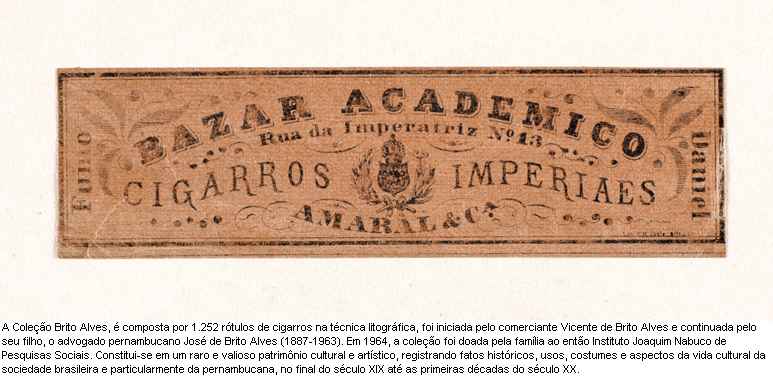 BAZAR ACADEMICO
Rua da Imperatriz Nº 13
Fumo
Daniel
CIGARROS IMPERIAES
AMARAL & Cª
A Coleção Brito Alves, é composta por 1.252 rótulos de cigarros na técnica litográfica, foi iniciada pelo comerciante Vicente de Brito Alves e continuada pelo
seu filho, o advogado pernambucano José de Brito Alves (1887-1963). Em 1964, a coleção foi doada pela família ao então Instituto Joaquim Nabuco de
Pesquisas Sociais. Constitui-se em um raro e valioso patrimônio cultural e artístico, registrando fatos históricos, usos, costumes e aspectos da vida cultural da
sociedade brasileira e particularmente da pernambucana, no final do século XIX até as primeiras décadas do século XX.